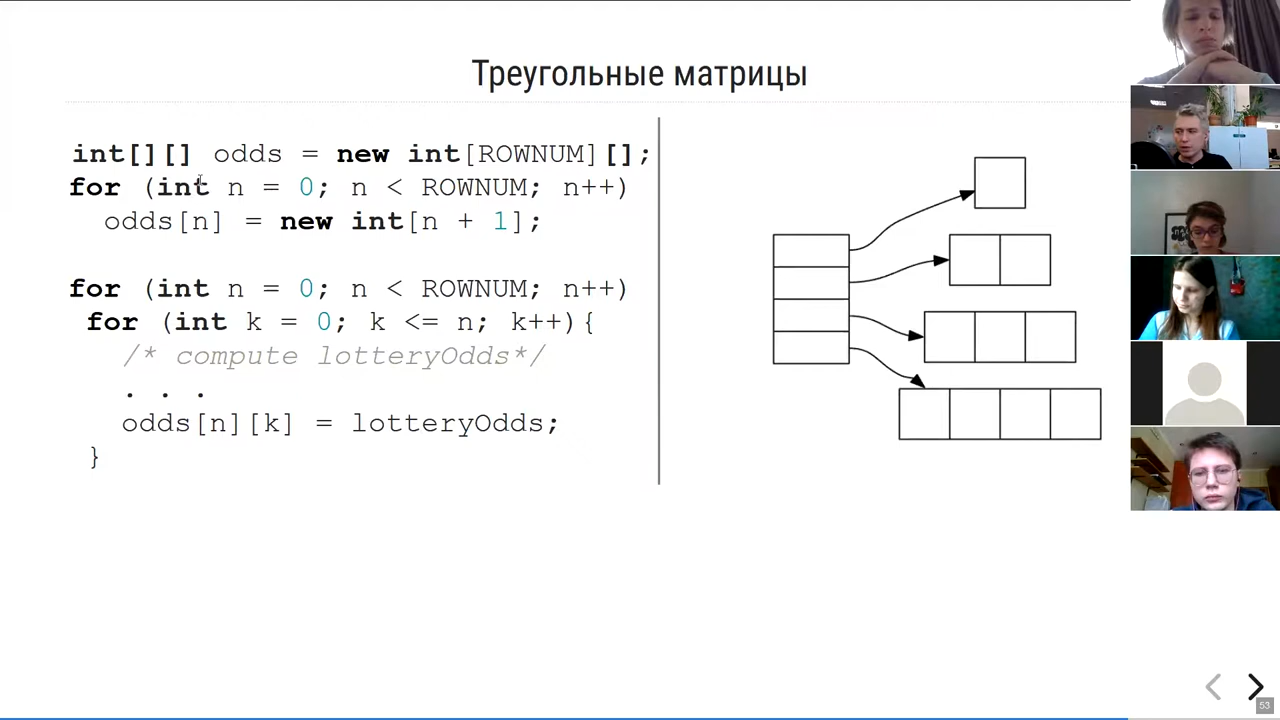 Треугольные матрицы
int[][] odds = new int[ROWNUM][];
for (int n = 0; n < ROWNUM; n++)
odds[n] = new int[n + 1];
for (int n = 0; n < ROWNUM; n++)
for (int k = 0; k <= n; k++){
/* compute lotteryOdds*/
. . .
odds[n][k] = lotteryOdds;
}
53